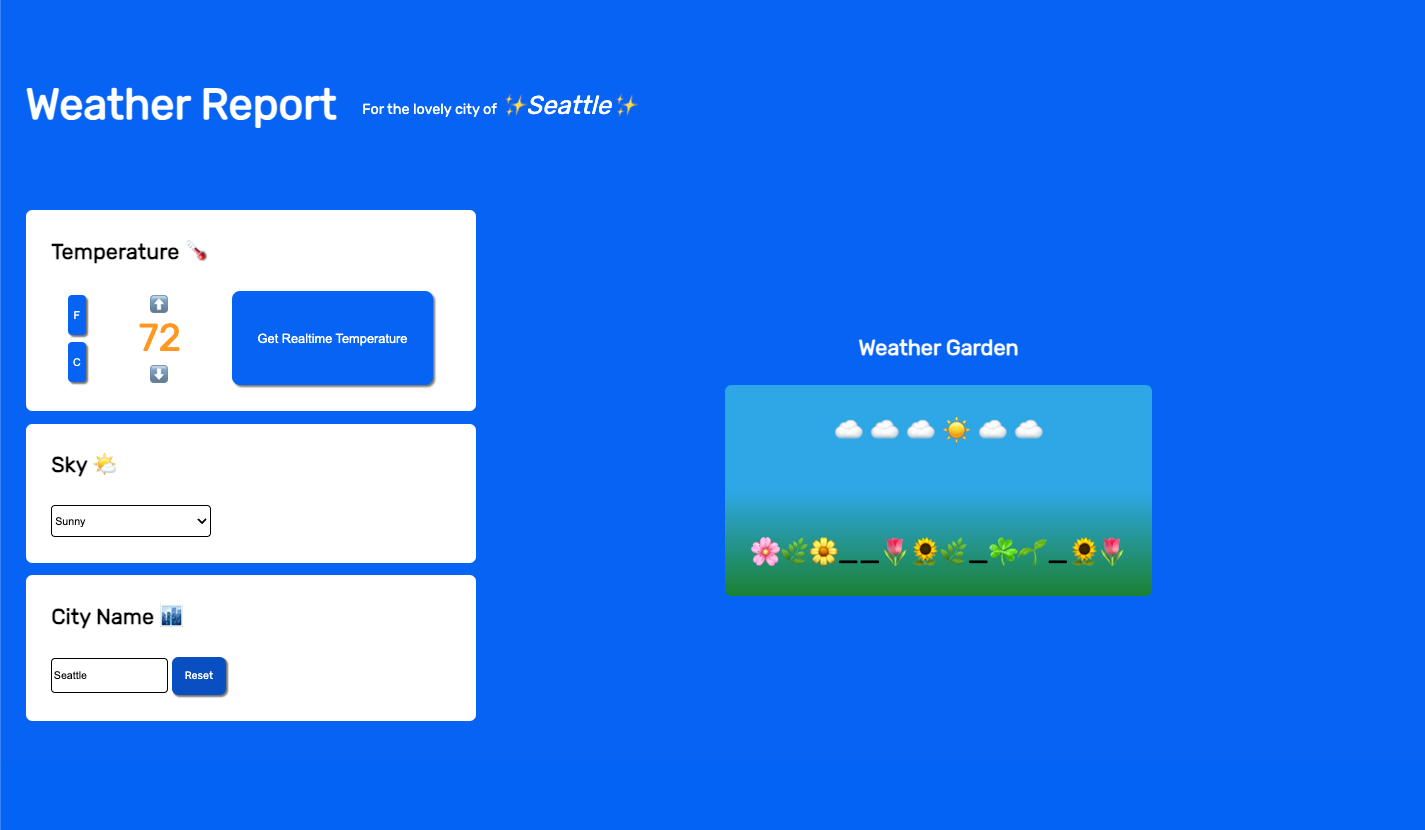 Weather Report For the lovely city of ✨Seattle✨
Temperature 🌡️
F
C
⬆️
72
⬇️
Get Realtime Temperature
Sky 🌤️
Sunny
City Name 🏙️
Seattle Reset
Weather Garden
☁️ ☁️ ☁️ ☀️ ☁️ ☁️
🌸🌿🌼__🌷🌻🌿_☘️🌱_🌻🌷